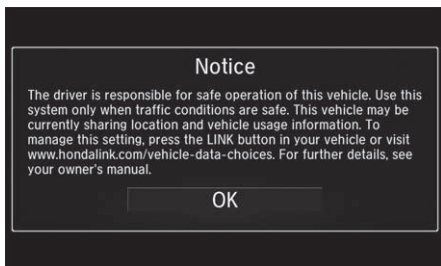 Notice
The driver is responsible for safe operation of this vehicle. Use this
system only when traffic conditions are safe. This vehicle may be
currently sharing location and vehicle usage information. To
manage this setting, press the LINK button in your vehicle or visit
www.hondalink.com/vehicle-data-choices. For further details, see
your owner's manual.
OK